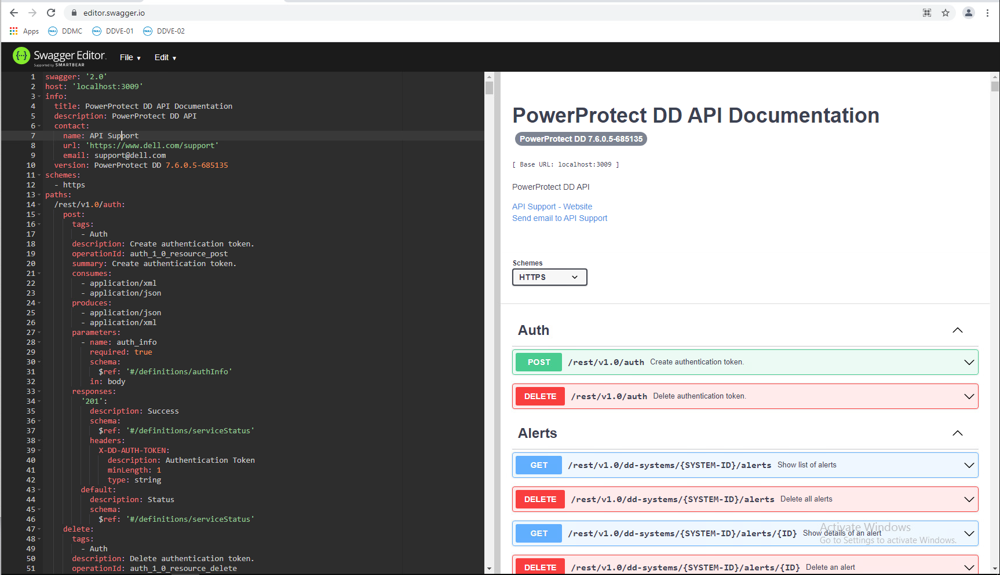 editor.swagger.io
Apps DDMC DDVE-01 DDVE-02
Swagger Editor.
Supported by SMARTBEAR
File Edit
1 swagger: '2.0'
2 host: 'localhost:3009'
3 info:
4 title: PowerProtect DD API Documentation
5 description: PowerProtect DD API
6 contact:
7 name: API Support
8 url: 'https://www.dell.com/support'
9 email: support@dell.com
10 version: PowerProtect DD 7.6.0.5-685135
11 schemes:
12 - https
13 paths:
14 /rest/v1.0/auth:
15 post:
16 tags:
17 - Auth
18 description: Create authentication token.
19 operationId: auth_1_0_resource_post
20 summary: Create authentication token.
21 consumes:
22 - application/xml
23 - application/json
24 produces:
25 - application/json
26 - application/xml
27 parameters:
28 - name: auth_info
29 required: true
30 schema:
31 $ref: '#/definitions/authInfo'
32 in: body
33 responses:
34 '201':
35 description: Success
36 schema:
37 $ref: '#/definitions/serviceStatus'
38 headers:
39 X-DD-AUTH-TOKEN:
40 description: Authentication Token
41 minLength: 1
42 type: string
43 default:
44 description: Status
45 schema:
46 $ref: '#/definitions/serviceStatus'
47 delete:
48 tags:
49 - Auth
50 description: Delete authentication token.
51 operationId: auth_1_0_resource_delete
PowerProtect DD API Documentation
PowerProtect DD 7.6.0.5-685135
[ Base URL: localhost:3009 ]
PowerProtect DD API
API Support - Website
Send email to API Support
Schemes
HTTPS
Auth
POST /rest/v1.0/auth Create authentication token.
DELETE /rest/v1.0/auth Delete authentication token.
Alerts
GET /rest/v1.0/dd-systems/{SYSTEM-ID}/alerts Show list of alerts
DELETE /rest/v1.0/dd-systems/{SYSTEM-ID}/alerts Delete all alerts
GET /rest/v1.0/dd-systems/{SYSTEM-ID}/alerts/{ID} Show details of an alert
DELETE /rest/v1.0/dd-systems/{SYSTEM-ID}/alerts/{ID} Delete an alert
Activate Windows
Go to Settings to activate Windows.